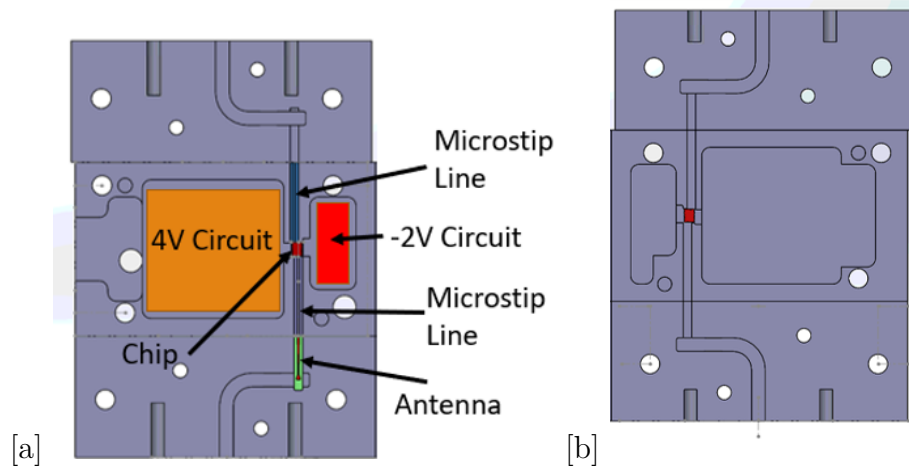 Microstip
Line
4V Circuit
-2V Circuit
Microstip
Line
Chip
Antenna
[a]
[b]